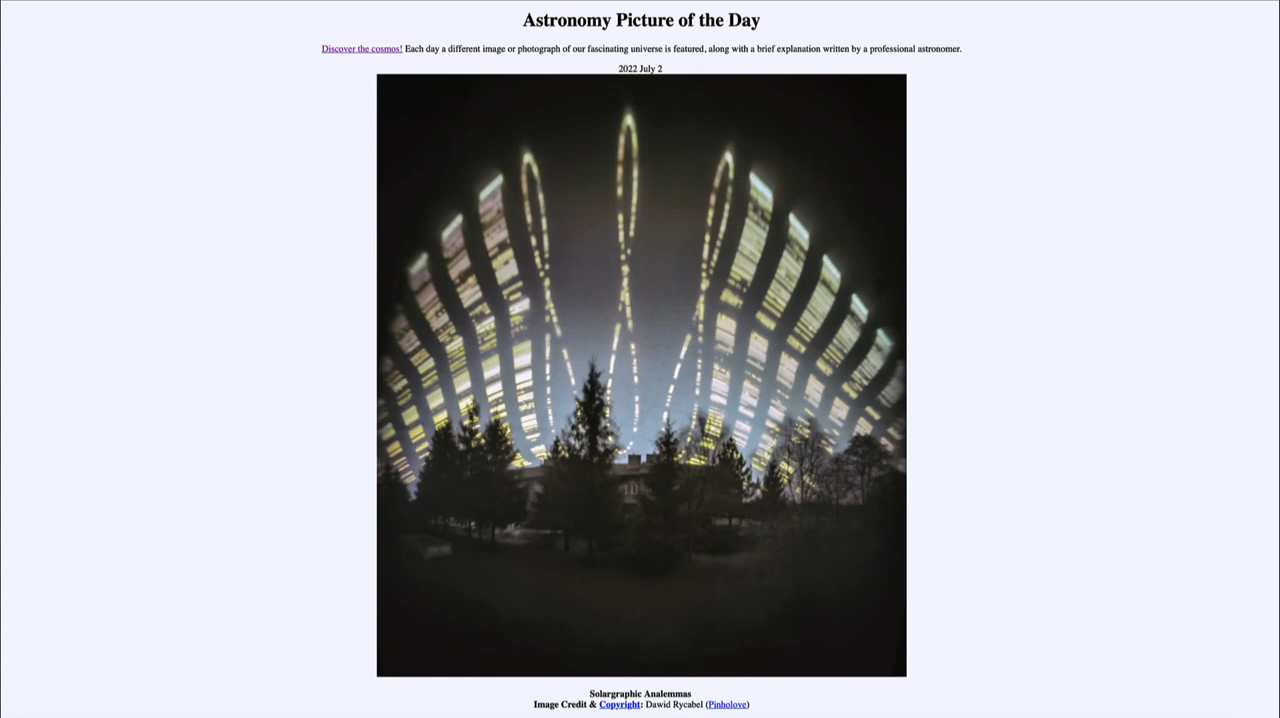 Astronomy Picture of the Day
Discover the cosmos! Each day a different image or photograph of our fascinating universe is featured, along with a brief explanation written by a professional astronomer.
2022 July 2
Solargraphic Analemmas
Image Credit & Copyright: Dawid Rycabel (Pinholove)